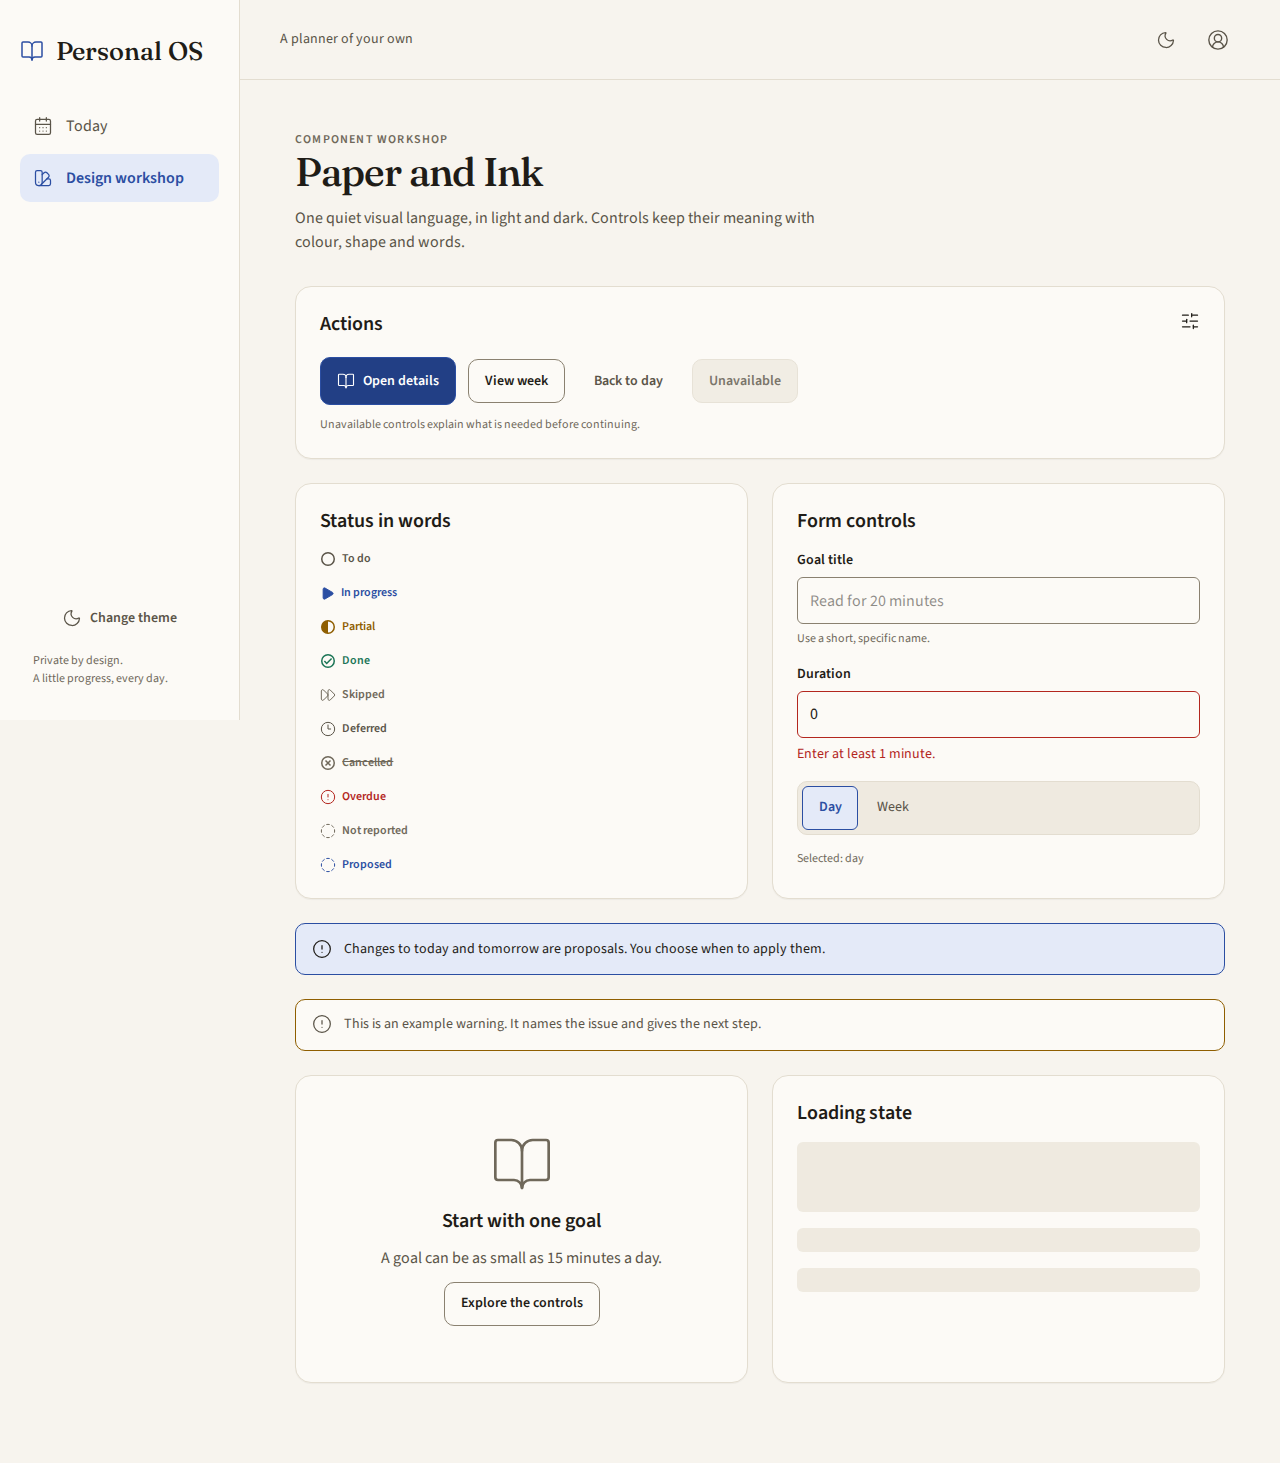 Personal OS
A planner of your own
Today
Design workshop
Change theme
Private by design.
A little progress, every day.
COMPONENT WORKSHOP
Paper and Ink
One quiet visual language, in light and dark. Controls keep their meaning with
colour, shape and words.
Actions
Open details
View week
Back to day
Unavailable
Unavailable controls explain what is needed before continuing.
Status in words
To do
In progress
Partial
Done
Skipped
Deferred
Cancelled
Overdue
Not reported
Proposed
Form controls
Goal title
Read for 20 minutes
Use a short, specific name.
Duration
0
Enter at least 1 minute.
Day
Week
Selected: day
Changes to today and tomorrow are proposals. You choose when to apply them.
This is an example warning. It names the issue and gives the next step.
Start with one goal
A goal can be as small as 15 minutes a day.
Explore the controls
Loading state